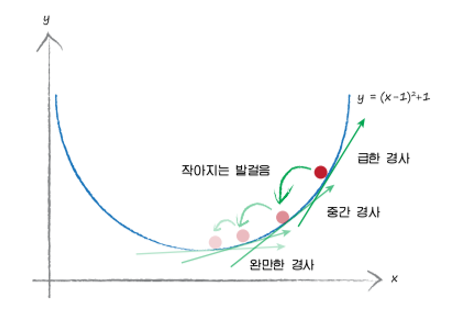 y
y = (x-1)²+1
급한 경사
작아지는 발걸음
중간 경사
완만한 경사
x